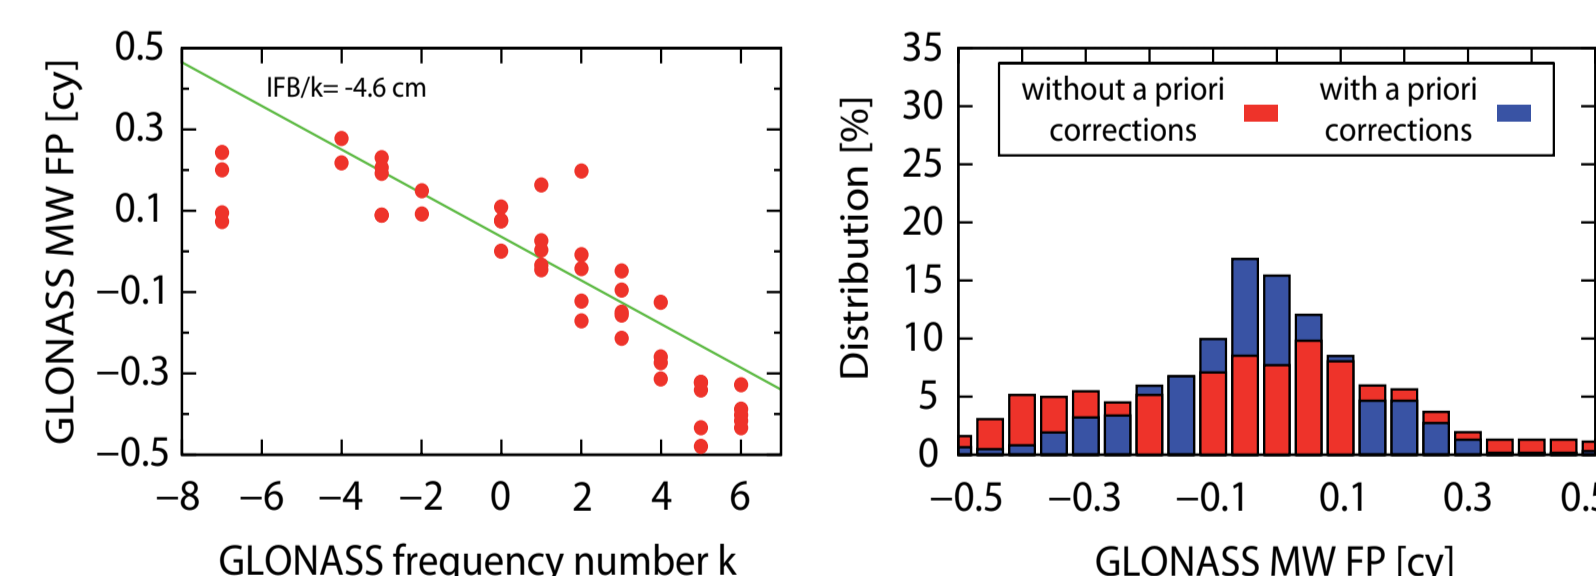 0.5
0.3
0.1
−0.1
−0.3
−0.5
GLONASS MW FP [cy]
IFB/k= -4.6 cm
−8 −6 −4 −2 0 2 4 6
GLONASS frequency number k
35
30
25
20
15
10
5
0
Distribution [%]
without a priori
corrections
with a priori
corrections
−0.5 −0.3 −0.1 0.1 0.3 0.5
GLONASS MW FP [cy]